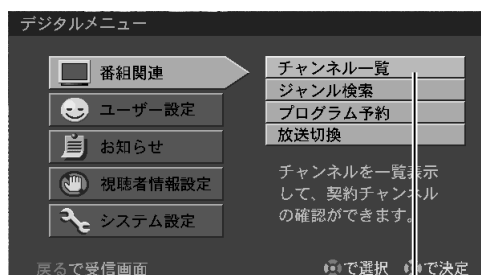 デジタルメニュー
番組関連
ユーザー設定
お知らせ
視聴者情報設定
システム設定
チャンネル一覧
ジャンル検索
プログラム予約
放送切換
チャンネルを一覧表示
して、契約チャンネル
の確認ができます。
戻るで受信画面
で選択 で決定